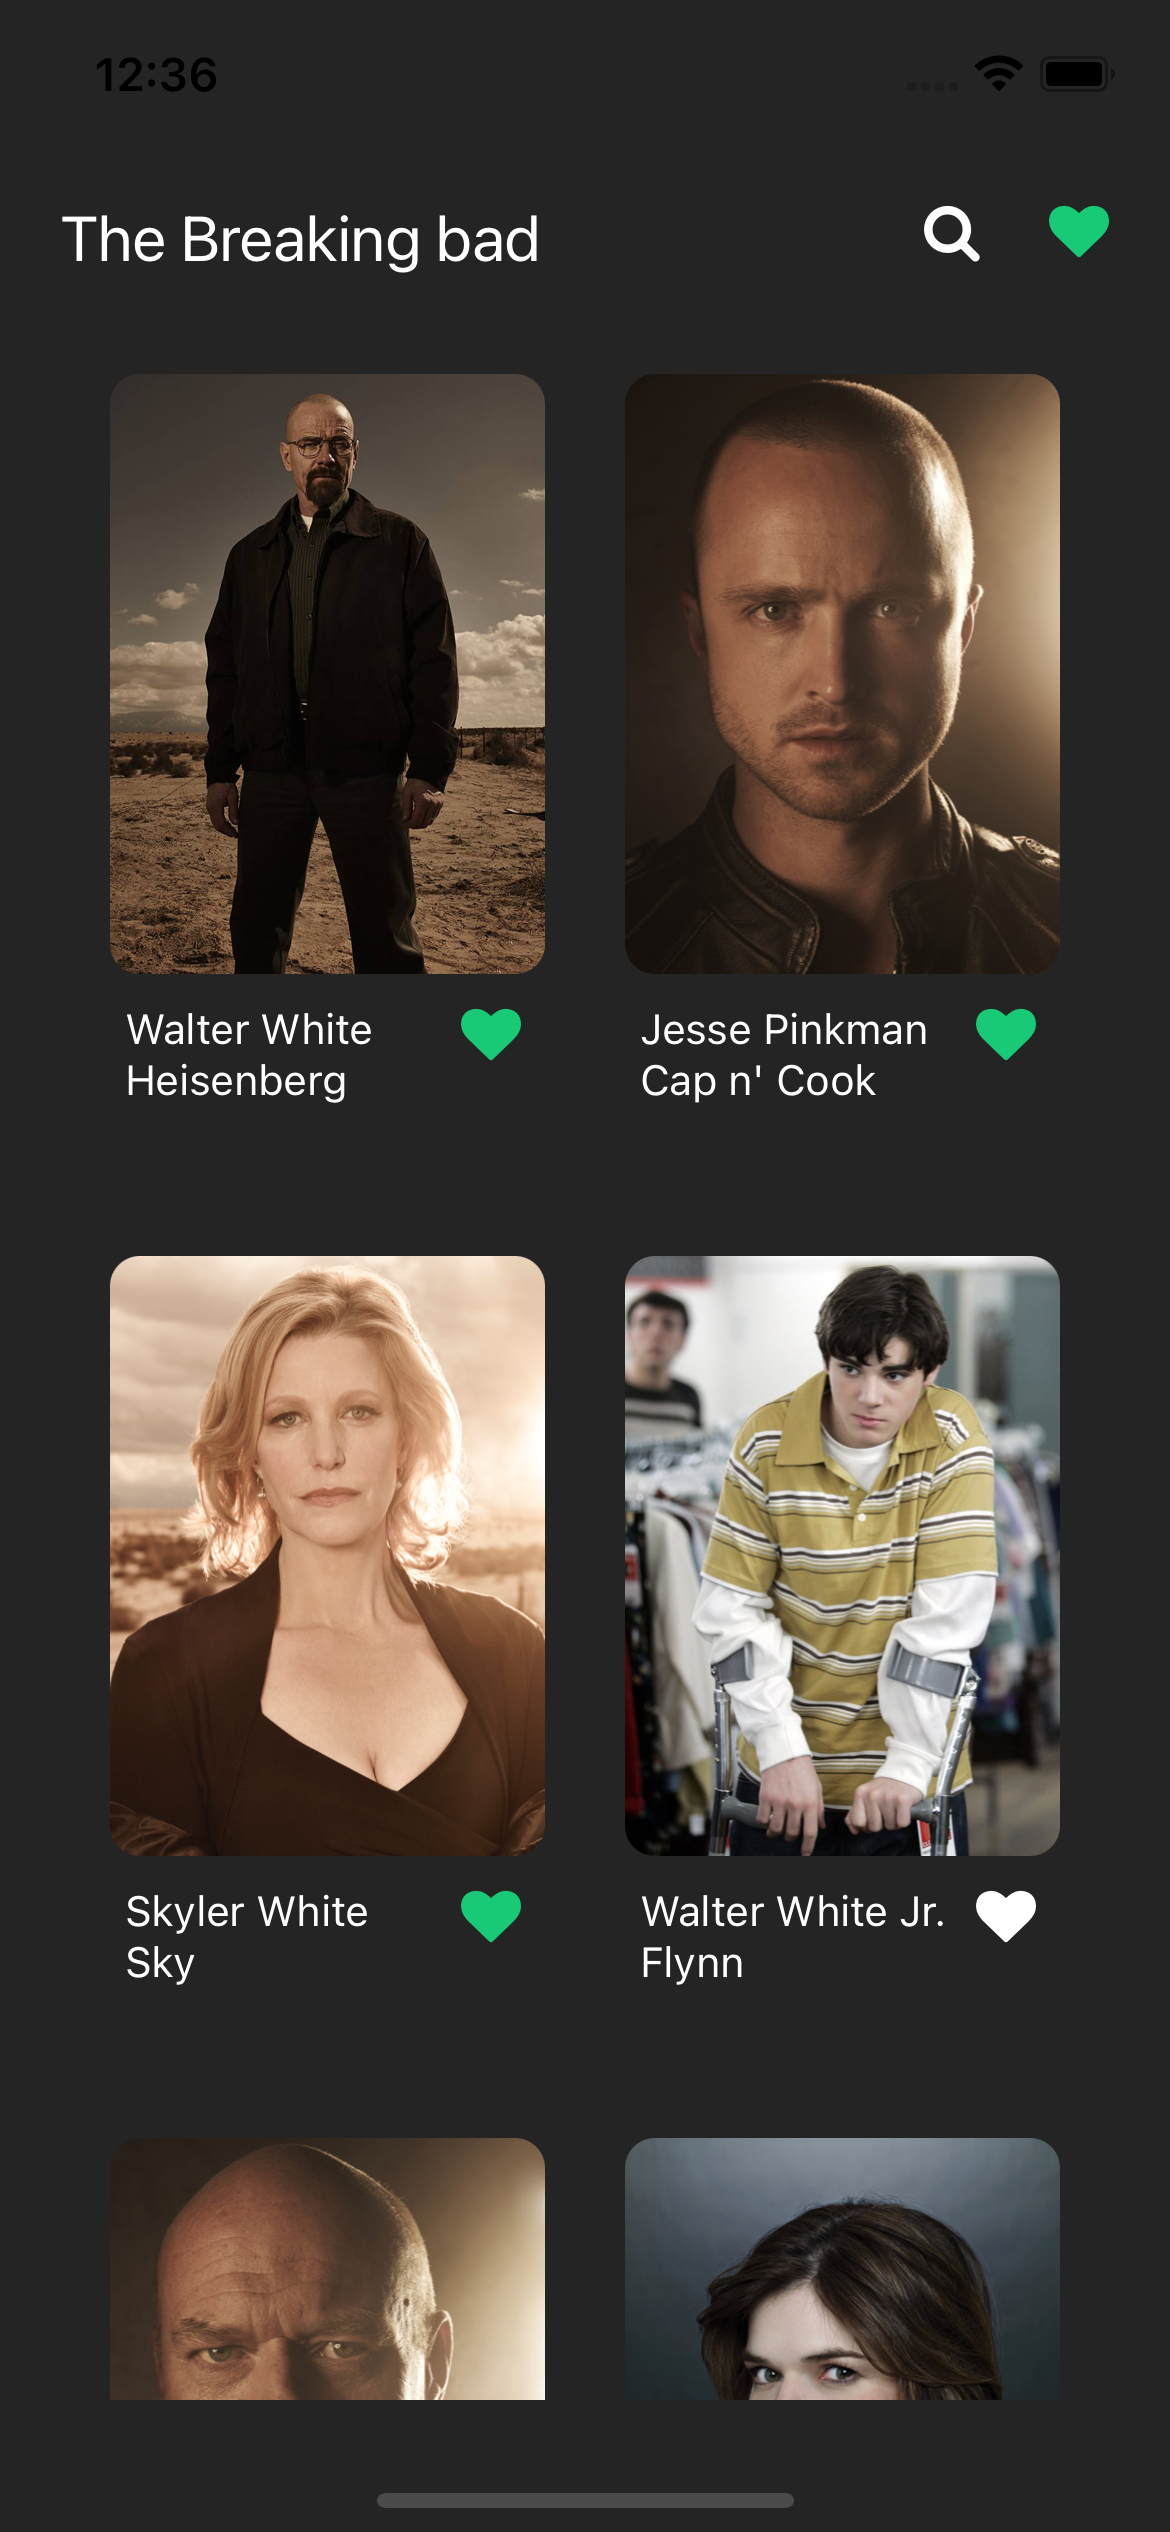 12:36
The Breaking bad
Walter White
Heisenberg
Jesse Pinkman
Cap n' Cook
Skyler White
Sky
Walter White Jr.
Flynn